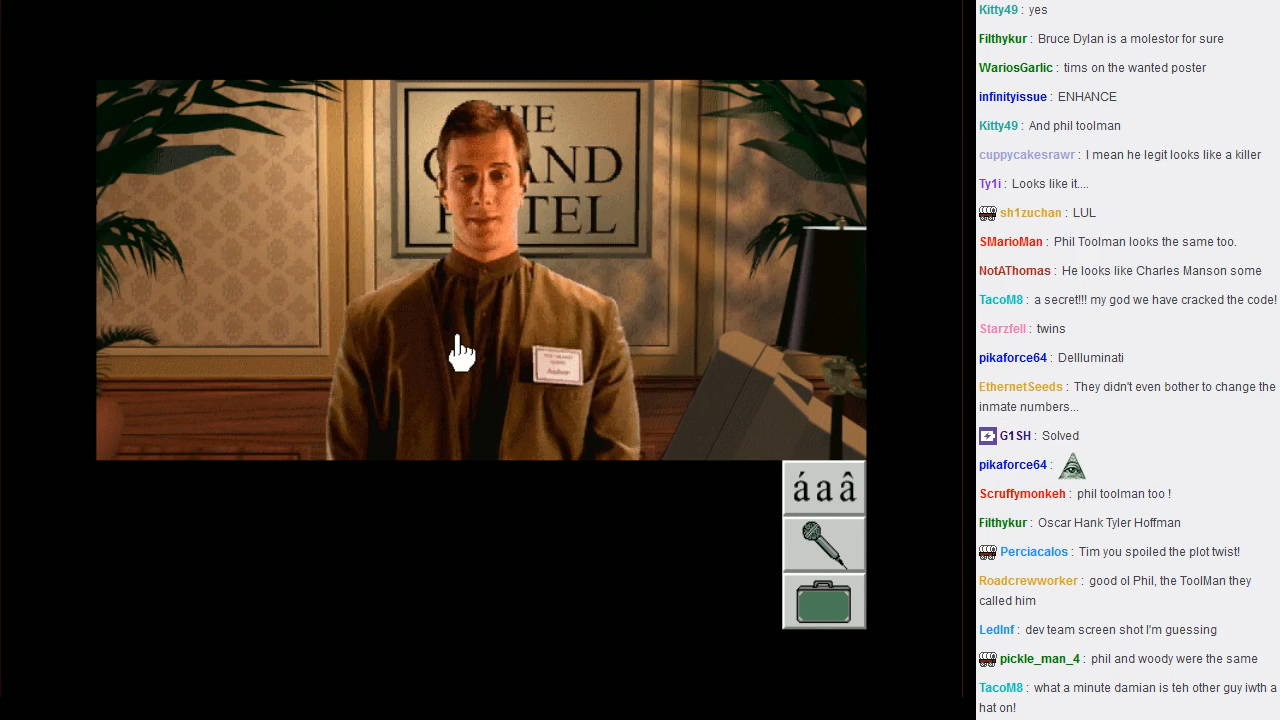 THE
GRAND
HOTEL
THE GRAND
HOTEL
Andrew
á a â
Kitty49 : yes
Filthykur : Bruce Dylan is a molestor for sure
WariosGarlic : tims on the wanted poster
infinityissue : ENHANCE
Kitty49 : And phil toolman
cuppycakesrawr : I mean he legit looks like a killer
Ty1i : Looks like it....
sh1zuchan : LUL
SMarioMan : Phil Toolman looks the same too.
NotAThomas : He looks like Charles Manson some
TacoM8 : a secret!!! my god we have cracked the code!
Starzfell : twins
pikaforce64 : Dellluminati
EthernetSeeds : They didn't even bother to change the
inmate numbers...
G1SH : Solved
pikaforce64 :
Scruffymonkeh : phil toolman too !
Filthykur : Oscar Hank Tyler Hoffman
Perciacalos : Tim you spoiled the plot twist!
Roadcrewworker : good ol Phil, the ToolMan they
called him
LedInf : dev team screen shot I'm guessing
pickle_man_4 : phil and woody were the same
TacoM8 : what a minute damian is teh other guy iwth a
hat on!